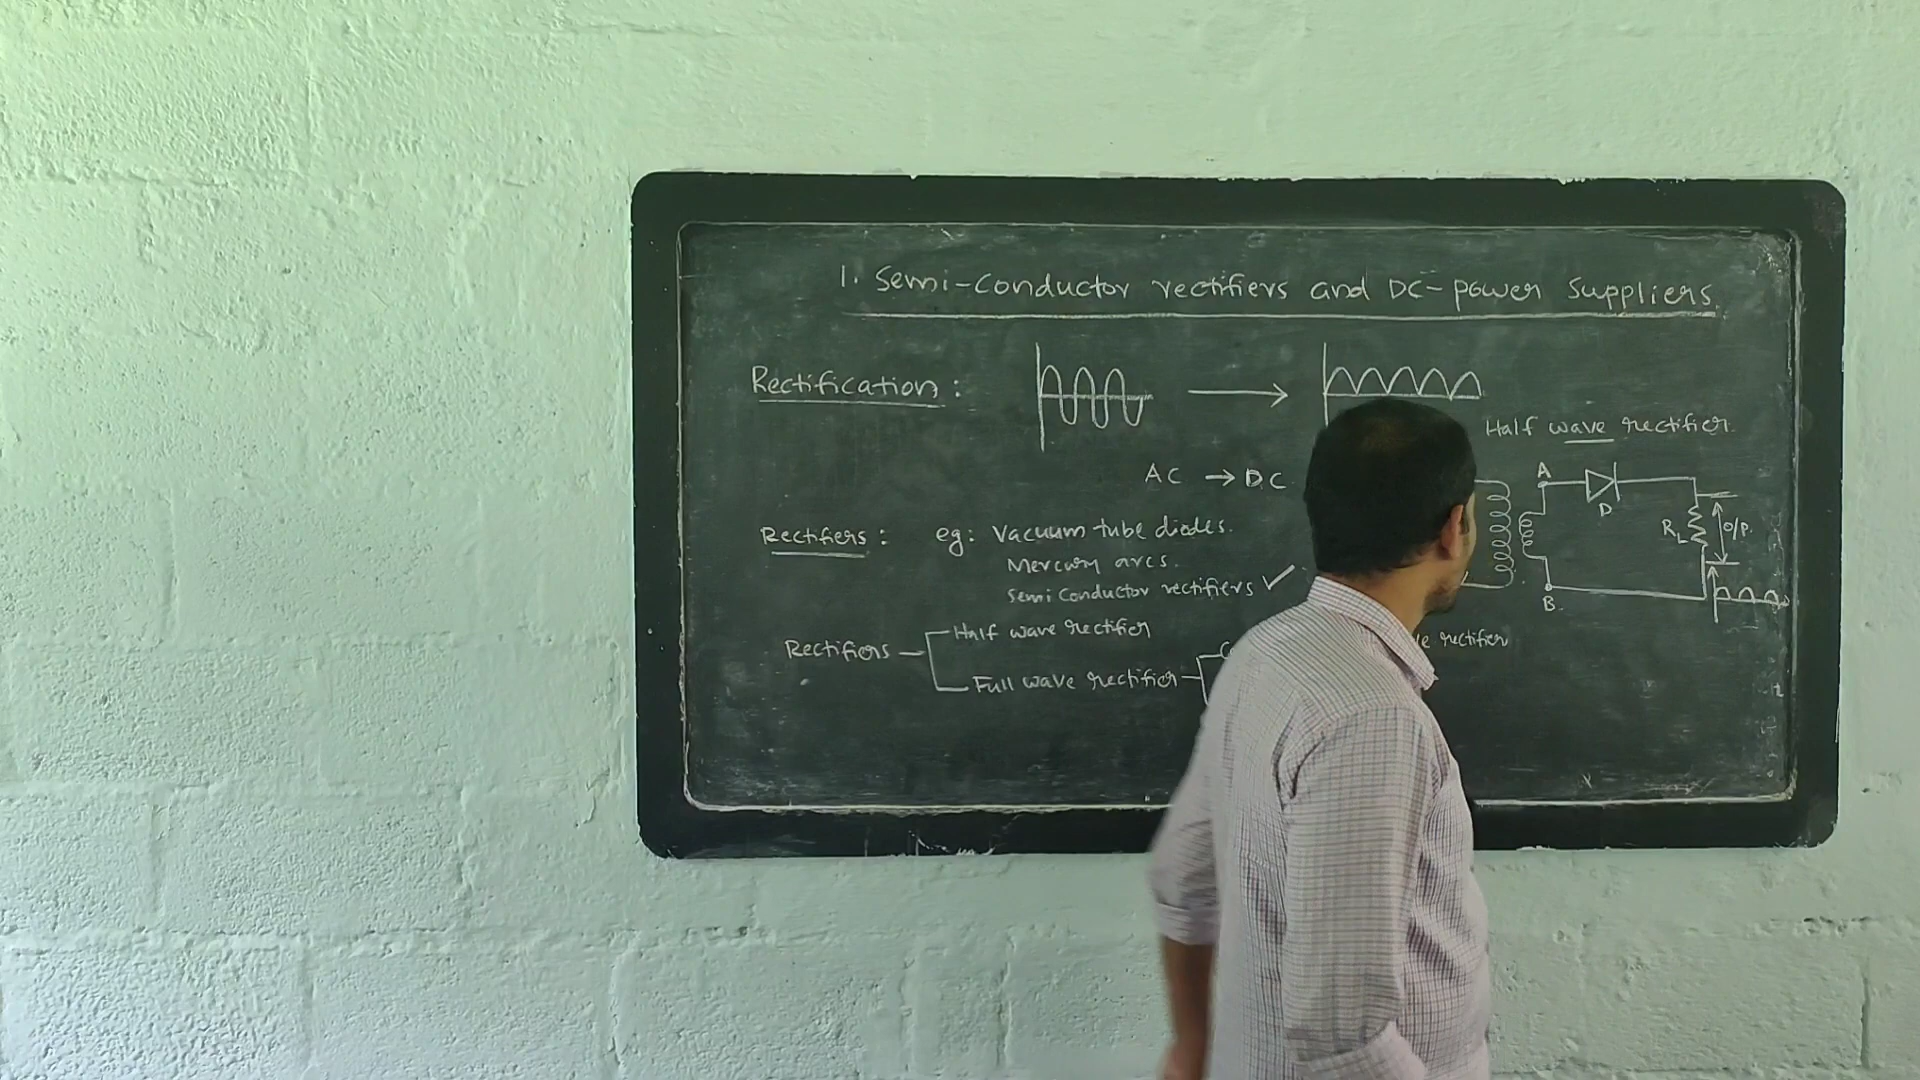 1. Semi-Conductor rectifiers and DC-power suppliers.
Rectification :
AC → DC
Rectifiers : eg: Vacuum tube diodes.
Mercury arcs.
Semi Conductor rectifiers ✓
Rectifiers
Half wave rectifier
Full wave rectifier
e rectifier
Half wave rectifier.
A
D
RL
O/P.
B.